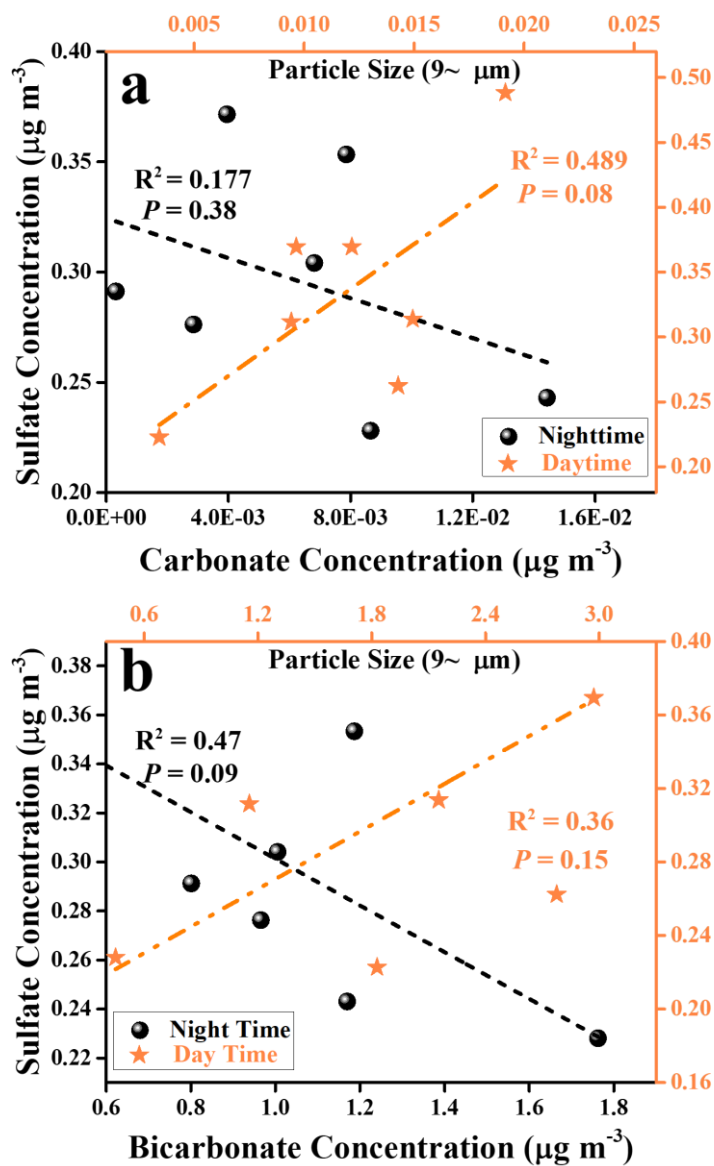 0.005 0.010 0.015 0.020 0.025
0.40
0.35
0.30
0.25
0.20
Sulfate Concentration (μg m⁻³)
a
Particle Size (9~ μm)
R² = 0.177
P = 0.38
R² = 0.489
P = 0.08
Nighttime
Daytime
0.50
0.45
0.40
0.35
0.30
0.25
0.20
0.0E+00 4.0E-03 8.0E-03 1.2E-02 1.6E-02
Carbonate Concentration (μg m⁻³)
0.6 1.2 1.8 2.4 3.0
0.38
0.36
0.34
0.32
0.30
0.28
0.26
0.24
0.22
Sulfate Concentration (μg m⁻³)
b
Particle Size (9~ μm)
R² = 0.47
P = 0.09
R² = 0.36
P = 0.15
Night Time
Day Time
0.40
0.36
0.32
0.28
0.24
0.20
0.16
0.6 0.8 1.0 1.2 1.4 1.6 1.8
Bicarbonate Concentration (μg m⁻³)